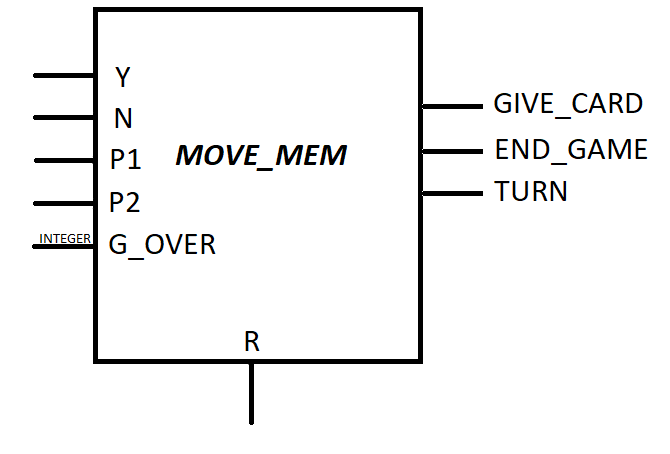 Y
N
P1
P2
INTEGER
G_OVER
MOVE_MEM
R
GIVE_CARD
END_GAME
TURN